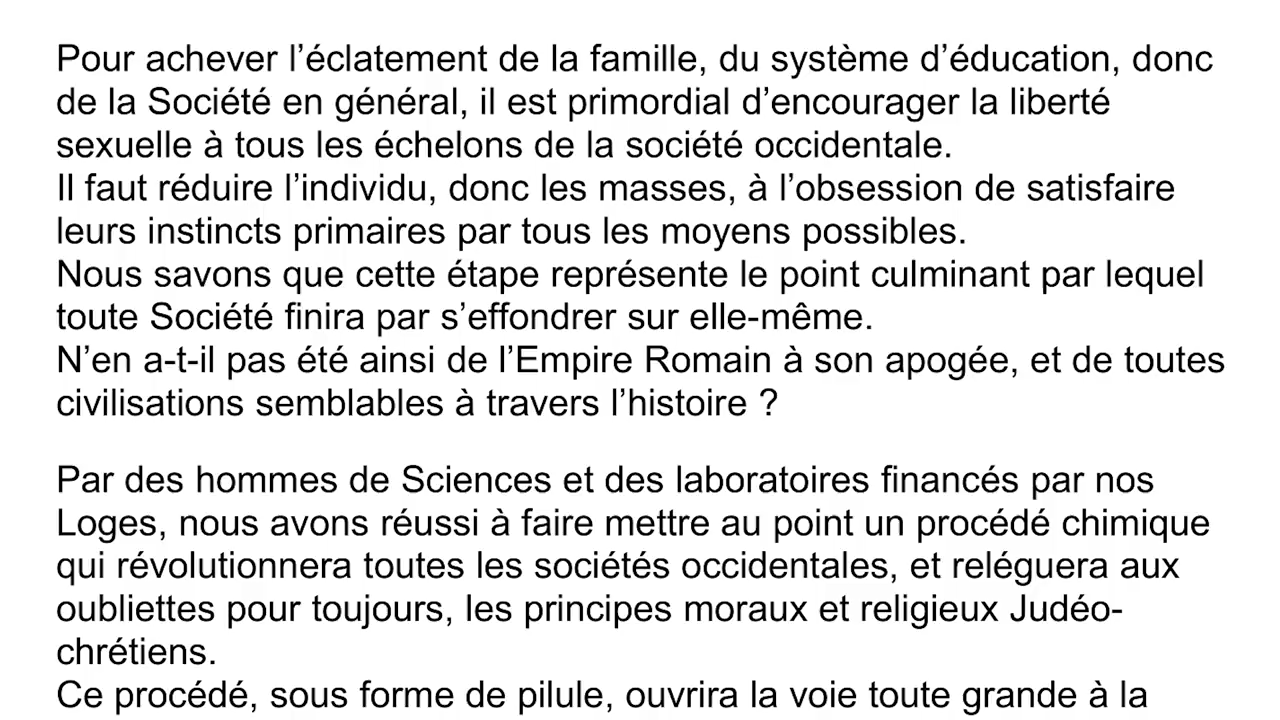 Pour achever l’éclatement de la famille, du système d’éducation, donc
de la Société en général, il est primordial d’encourager la liberté
sexuelle à tous les échelons de la société occidentale.
Il faut réduire l’individu, donc les masses, à l’obsession de satisfaire
leurs instincts primaires par tous les moyens possibles.
Nous savons que cette étape représente le point culminant par lequel
toute Société finira par s’effondrer sur elle-même.
N’en a-t-il pas été ainsi de l’Empire Romain à son apogée, et de toutes
civilisations semblables à travers l’histoire ?
Par des hommes de Sciences et des laboratoires financés par nos
Loges, nous avons réussi à faire mettre au point un procédé chimique
qui révolutionnera toutes les sociétés occidentales, et reléguera aux
oubliettes pour toujours, les principes moraux et religieux Judéo-
chrétiens.
Ce procédé, sous forme de pilule, ouvrira la voie toute grande à la